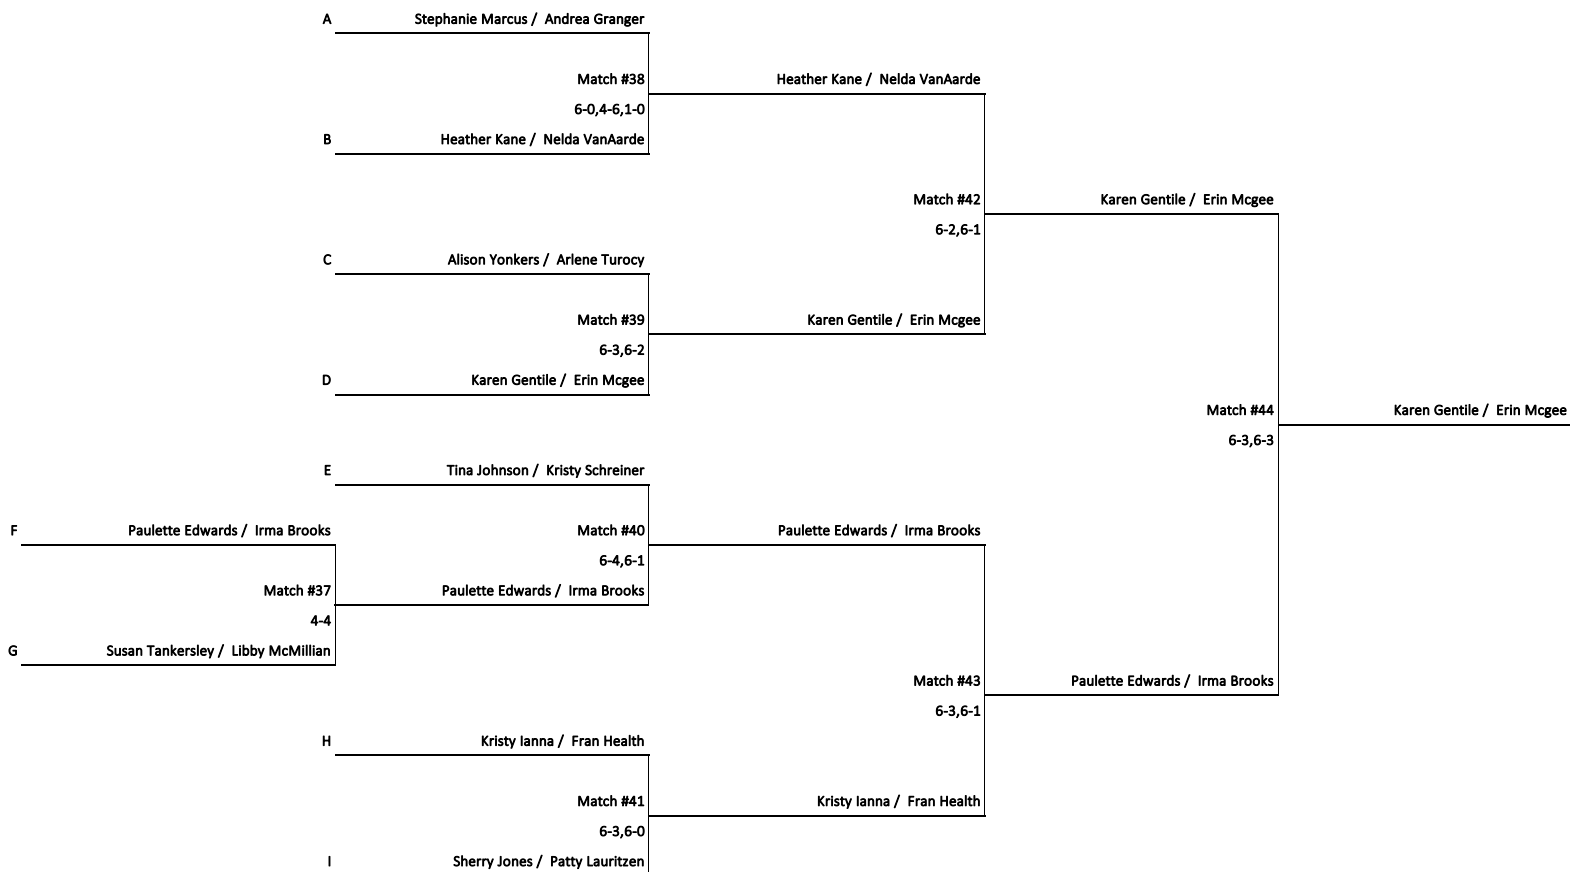 A Stephanie Marcus / Andrea Granger
Match #38 Heather Kane / Nelda VanAarde
6-0,4-6,1-0
B Heather Kane / Nelda VanAarde
Match #42 Karen Gentile / Erin Mcgee
6-2,6-1
C Alison Yonkers / Arlene Turocy
Match #39 Karen Gentile / Erin Mcgee
6-3,6-2
D Karen Gentile / Erin Mcgee
Match #44 Karen Gentile / Erin Mcgee
6-3,6-3
E Tina Johnson / Kristy Schreiner
F Paulette Edwards / Irma Brooks Match #40 Paulette Edwards / Irma Brooks
6-4,6-1
Match #37 Paulette Edwards / Irma Brooks
4-4
G Susan Tankersley / Libby McMillian
Match #43 Paulette Edwards / Irma Brooks
6-3,6-1
H Kristy Ianna / Fran Health
Match #41 Kristy Ianna / Fran Health
6-3,6-0
I Sherry Jones / Patty Lauritzen